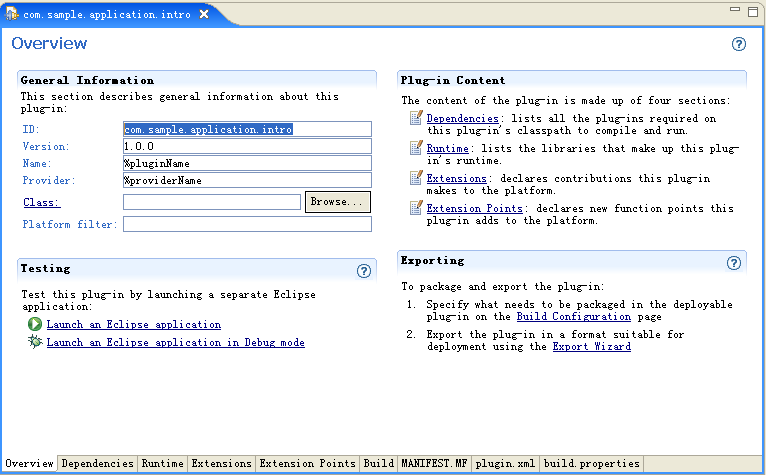 com.sample.application.intro
Overview
General Information
This section describes general information about this
plug-in:
ID: com.sample.application.intro
Version: 1.0.0
Name: %pluginName
Provider: %providerName
Class: Browse...
Platform filter:
Testing
Test this plug-in by launching a separate Eclipse
application:
Launch an Eclipse application
Launch an Eclipse application in Debug mode
Plug-in Content
The content of the plug-in is made up of four sections:
Dependencies: lists all the plug-ins required on
this plug-in's classpath to compile and run.
Runtime: lists the libraries that make up this plug-
in's runtime.
Extensions: declares contributions this plug-in
makes to the platform.
Extension Points: declares new function points this
plug-in adds to the platform.
Exporting
To package and export the plug-in:
1. Specify what needs to be packaged in the deployable
plug-in on the Build Configuration page
2. Export the plug-in in a format suitable for
deployment using the Export Wizard
Overview Dependencies Runtime Extensions Extension Points Build MANIFEST.MF plugin.xml build.properties